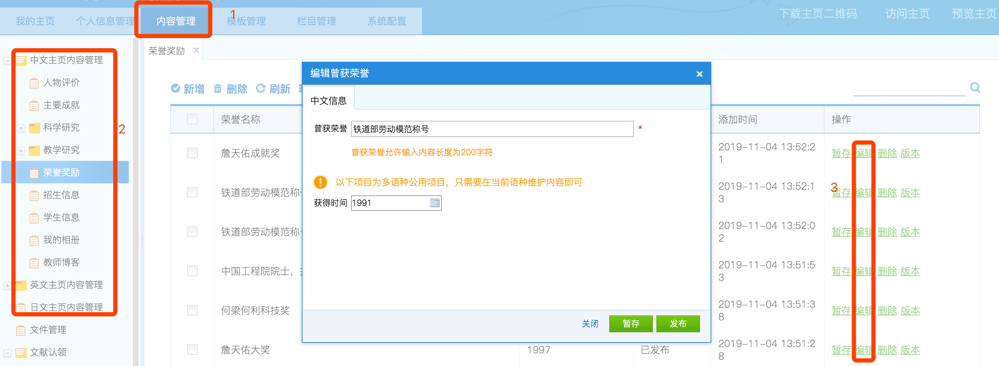 我的主页 个人信息管理 内容管理 1 模板管理 栏目管理 系统配置 下载主页二维码 访问主页 预览主页
荣誉奖励
中文主页内容管理
人物评价
主要成就
科学研究
2
教学研究
荣誉奖励
招生信息
学生信息
我的相册
教师博客
英文主页内容管理
日文主页内容管理
文件管理
文献认领
新增 删除 刷新
荣誉名称 添加时间 操作
詹天佑成就奖 2019-11-04 13:52:21 暂存 编辑 删除 版本
铁道部劳动模范称 2019-11-04 13:52:13 3 暂存 编辑 删除 版本
铁道部劳动模范称 2019-11-04 13:52:02 暂存 编辑 删除 版本
中国工程院院士， 2019-11-04 13:51:53 暂存 编辑 删除 版本
何梁何利科技奖 2019-11-04 13:51:38 暂存 编辑 删除 版本
詹天佑大奖 1997 已发布 2019-11-04 13:51:28 暂存 编辑 删除 版本
编辑曾获荣誉
中文信息
曾获荣誉 铁道部劳动模范称号 *
曾获荣誉允许输入内容长度为200字符
以下项目为多语种公用项目，只需要在当前语种维护内容即可
获得时间 1991
关闭 暂存 发布